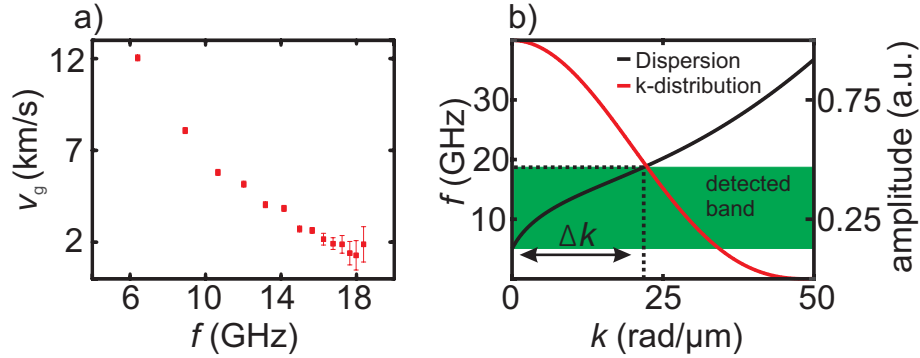 a)
12
7
2
v_g (km/s)
6
10
14
18
f (GHz)
b)
Dispersion
k-distribution
30
20
10
f (GHz)
0.75
0.25
amplitude (a.u.)
detected
band
Δk
0
25
50
k (rad/µm)